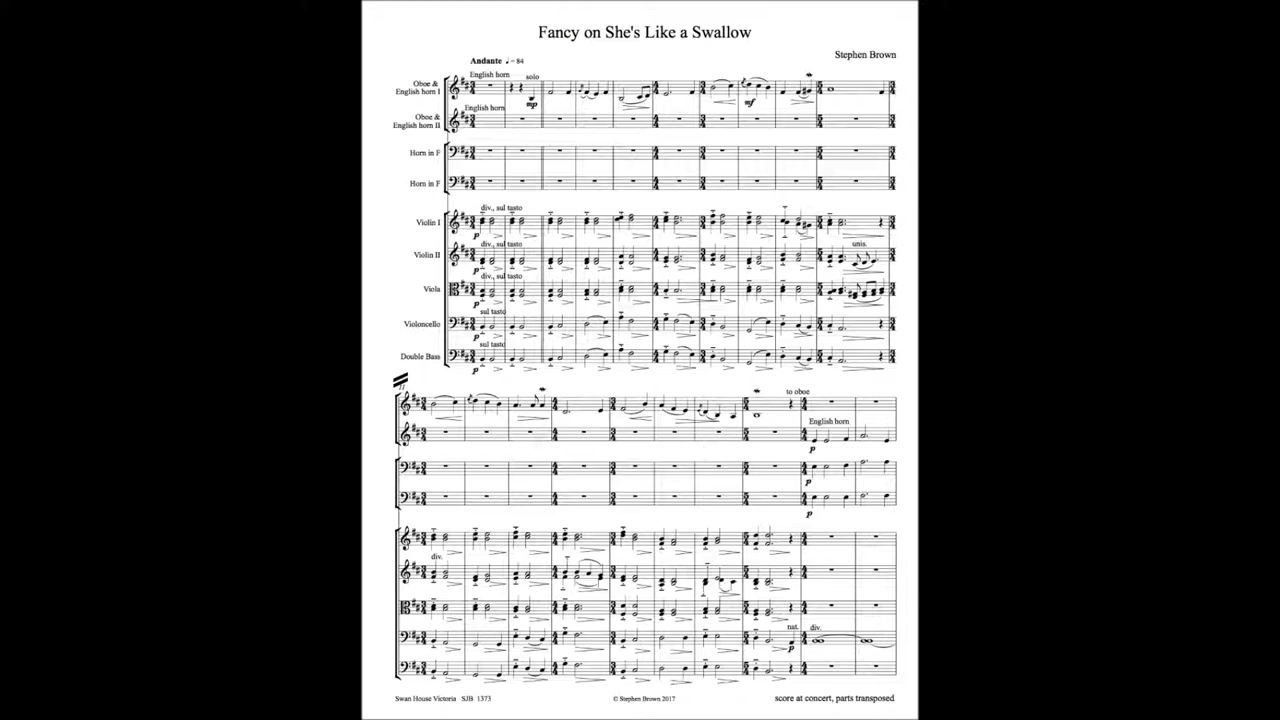 Fancy on She's Like a Swallow
Stephen Brown
Andante ♩= 84
English horn
solo
Oboe &
English horn I
mp
mf
English horn
Oboe &
English horn II
Horn in F
Horn in F
div., sul tasto
Violin I
p
div., sul tasto
unis.
Violin II
p
div., sul tasto
Viola
p
sul tasto
Violoncello
p
sul tasto
Double Bass
p
11
to oboe
English horn
p
p
p
div.
nat.
div.
p
Swan House Victoria SJB 1373
© Stephen Brown 2017
score at concert, parts transposed